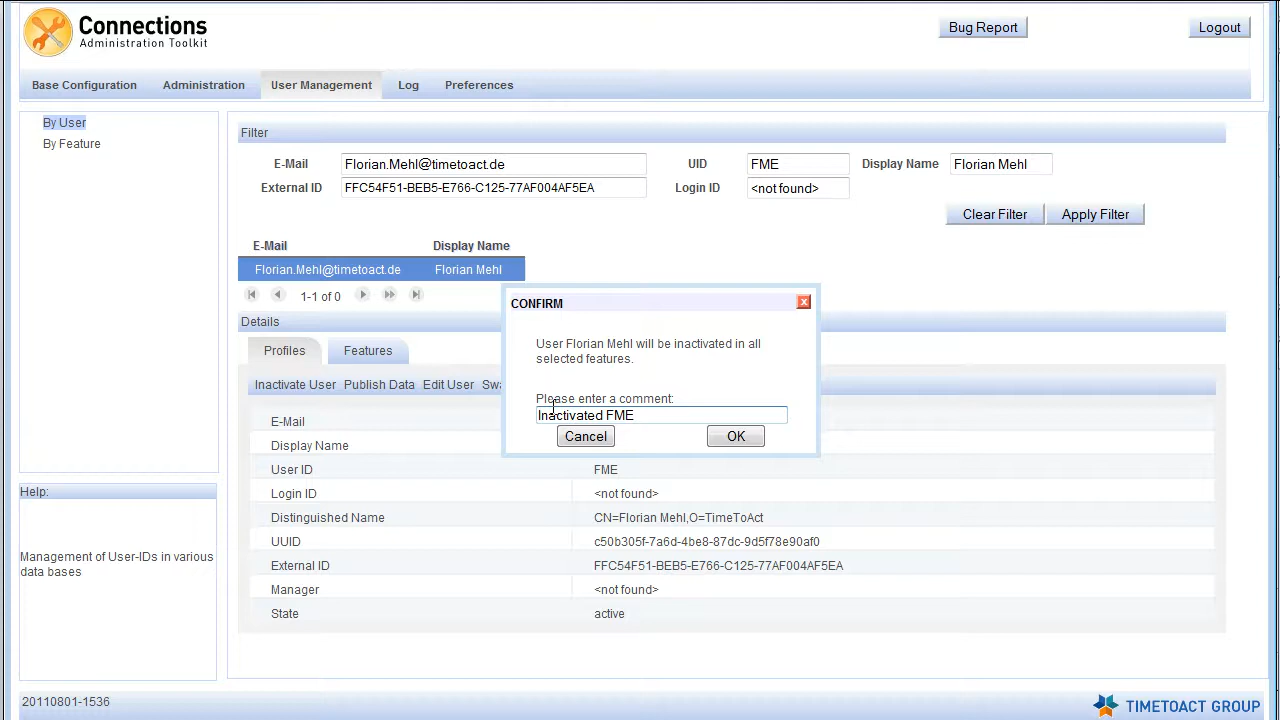 Connections
Administration Toolkit
Bug Report
Logout
Base Configuration Administration User Management Log Preferences
By User
By Feature
Filter
E-Mail Florian.Mehl@timetoact.de UID FME Display Name Florian Mehl
External ID FFC54F51-BEB5-E766-C125-77AF004AF5EA Login ID <not found>
Clear Filter Apply Filter
E-Mail Display Name
Florian.Mehl@timetoact.de Florian Mehl
1-1 of 0
CONFIRM
User Florian Mehl will be inactivated in all
selected features.
Please enter a comment:
Inactivated FME
Cancel OK
Details
Profiles Features
Inactivate User Publish Data Edit User Swa
E-Mail
Display Name
User ID FME
Login ID <not found>
Distinguished Name CN=Florian Mehl,O=TimeToAct
UUID c50b305f-7a6d-4be8-87dc-9d5f78e90af0
External ID FFC54F51-BEB5-E766-C125-77AF004AF5EA
Manager <not found>
State active
Help:
Management of User-IDs in various
data bases
20110801-1536
TIMETOACT GROUP